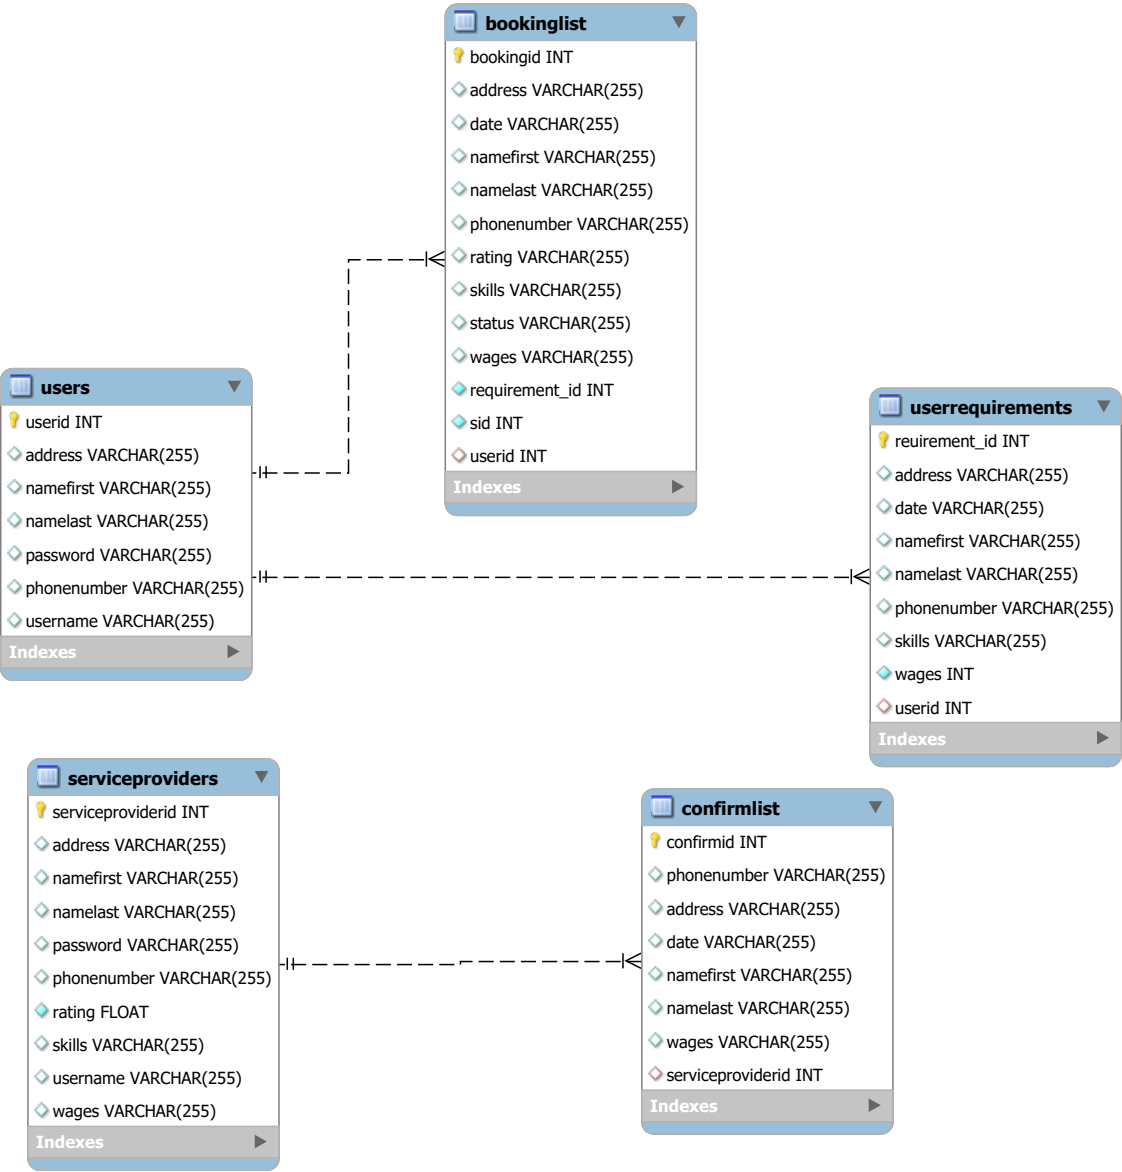 bookinglist
bookingid INT
address VARCHAR(255)
date VARCHAR(255)
namefirst VARCHAR(255)
namelast VARCHAR(255)
phonenumber VARCHAR(255)
rating VARCHAR(255)
skills VARCHAR(255)
status VARCHAR(255)
wages VARCHAR(255)
requirement_id INT
sid INT
userid INT
Indexes
users
userid INT
address VARCHAR(255)
namefirst VARCHAR(255)
namelast VARCHAR(255)
password VARCHAR(255)
phonenumber VARCHAR(255)
username VARCHAR(255)
Indexes
userrequirements
reuirement_id INT
address VARCHAR(255)
date VARCHAR(255)
namefirst VARCHAR(255)
namelast VARCHAR(255)
phonenumber VARCHAR(255)
skills VARCHAR(255)
wages INT
userid INT
Indexes
serviceproviders
serviceproviderid INT
address VARCHAR(255)
namefirst VARCHAR(255)
namelast VARCHAR(255)
password VARCHAR(255)
phonenumber VARCHAR(255)
rating FLOAT
skills VARCHAR(255)
username VARCHAR(255)
wages VARCHAR(255)
Indexes
confirmlist
confirmid INT
phonenumber VARCHAR(255)
address VARCHAR(255)
date VARCHAR(255)
namefirst VARCHAR(255)
namelast VARCHAR(255)
wages VARCHAR(255)
serviceproviderid INT
Indexes